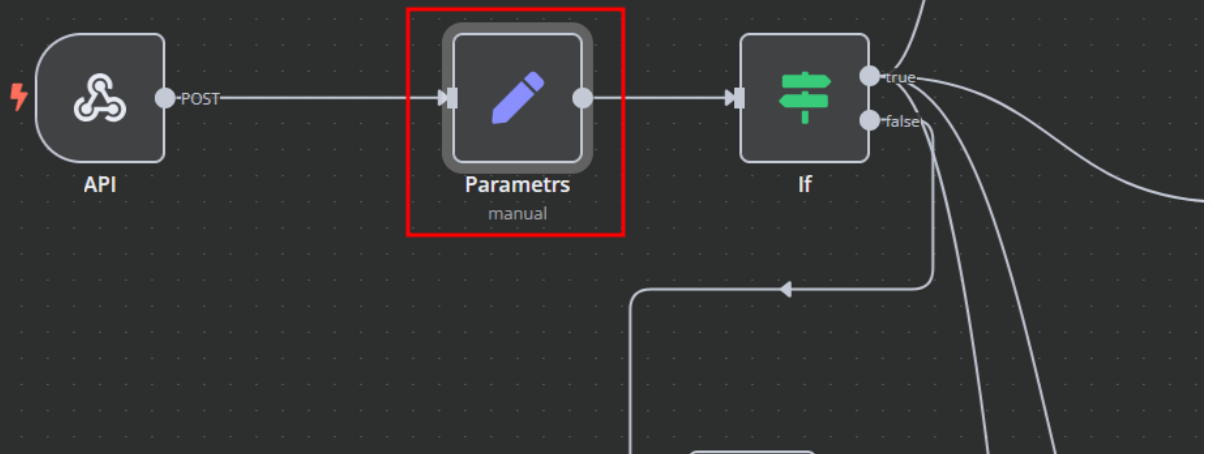 POST
true
false
API
Parametrs
If
manual